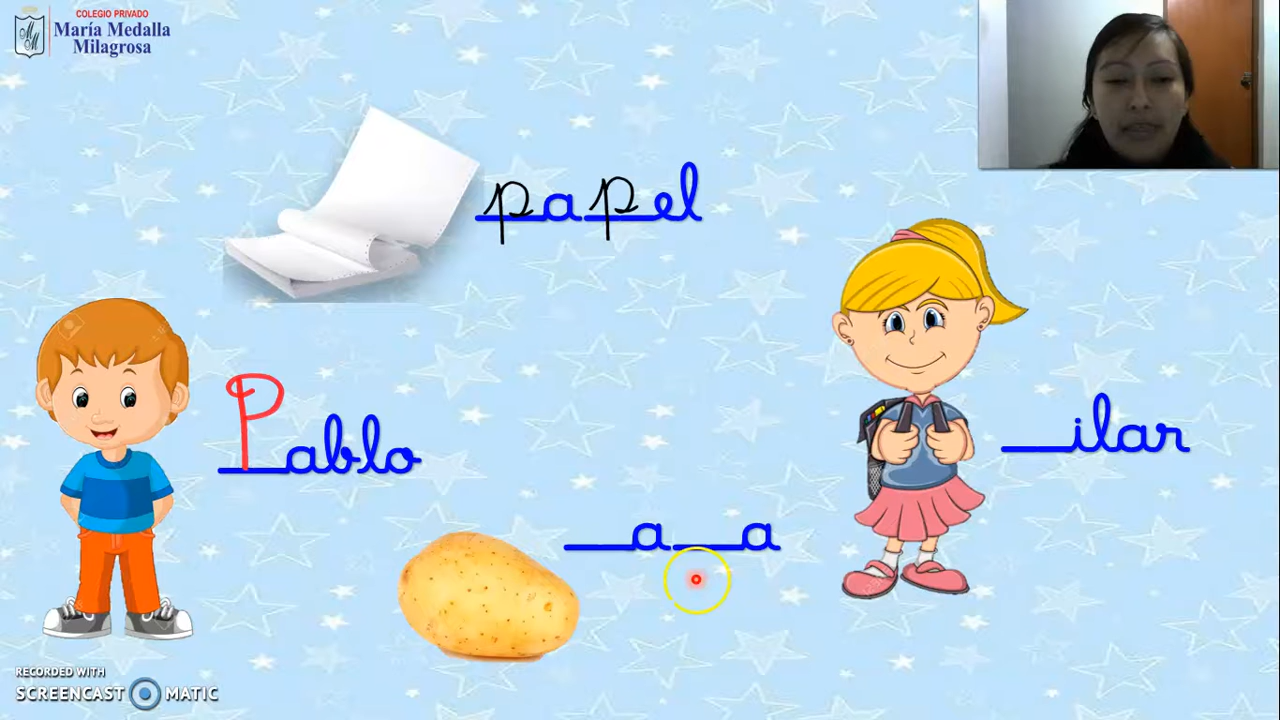 COLEGIO PRIVADO
María Medalla
Milagrosa
papel
Pablo
__ilar
__a__a
RECORDED WITH
SCREENCAST MATIC